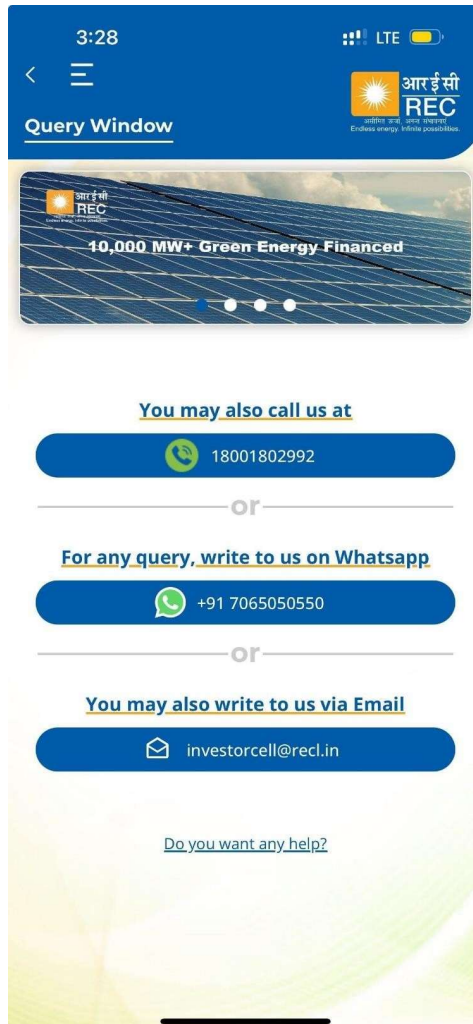 3:28
LTE
आर ई सी
REC
Endless energy. Infinite possibilities.
Query Window
आर ई सी
REC
10,000 MW+ Green Energy Financed
You may also call us at
18001802992
or
For any query, write to us on Whatsapp
+91 7065050550
or
You may also write to us via Email
investorcell@recl.in
Do you want any help?